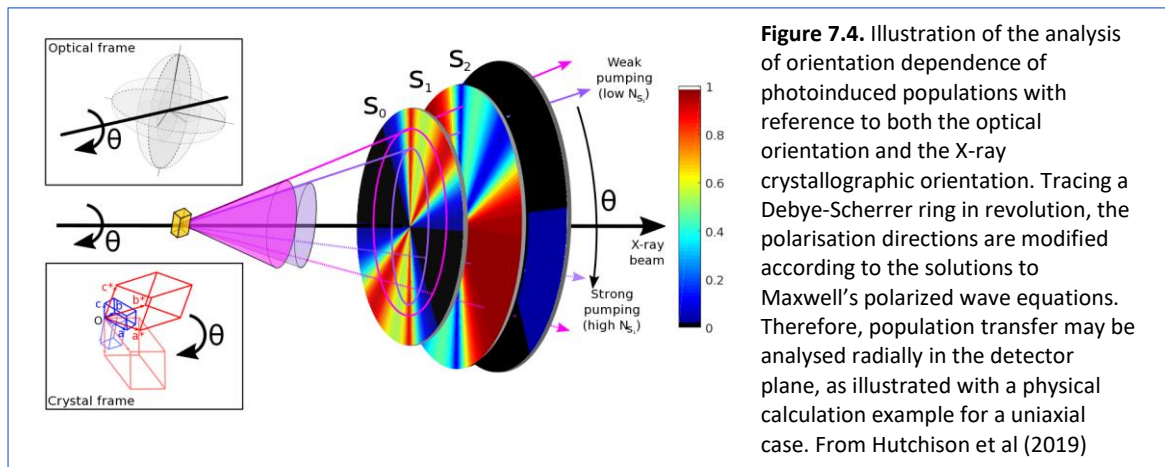 Optical frame
θ
θ
Crystal frame
c*
c
b
b*
O
a
a*
θ
S₀
S₁
S₂
Weak
pumping
(low Nₛ₁)
θ
X-ray
beam
Strong
pumping
(high Nₛ₁)
1
0.8
0.6
0.4
0.2
0
Figure 7.4. Illustration of the analysis
of orientation dependence of
photoinduced populations with
reference to both the optical
orientation and the X-ray
crystallographic orientation. Tracing a
Debye-Scherrer ring in revolution, the
polarisation directions are modified
according to the solutions to
Maxwell’s polarized wave equations.
Therefore, population transfer may be
analysed radially in the detector
plane, as illustrated with a physical
calculation example for a uniaxial
case. From Hutchison et al (2019)